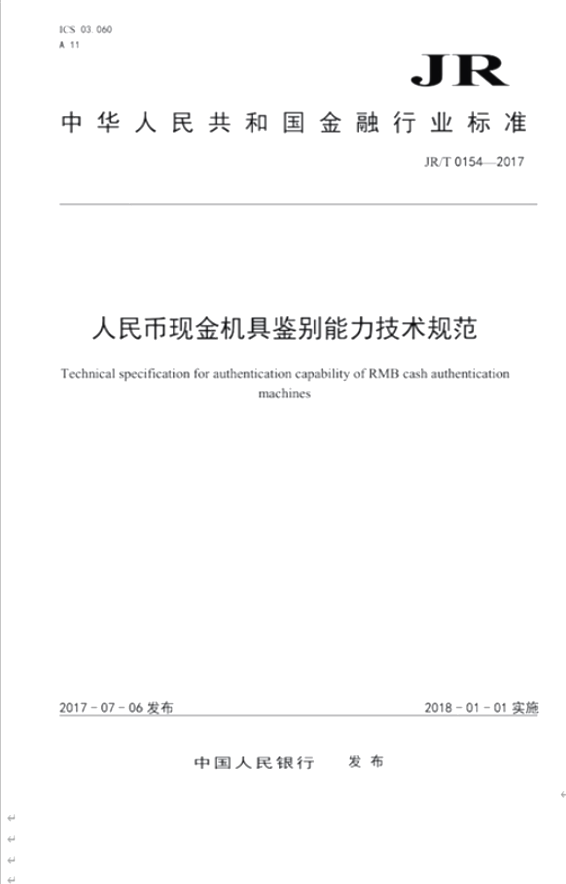 ICS 03.060
A 11
JR
中华人民共和国金融行业标准
JR/T 0154—2017
人民币现金机具鉴别能力技术规范
Technical specification for authentication capability of RMB cash authentication
machines
2017-07-06 发布
2018-01-01 实施
中国人民银行 发布